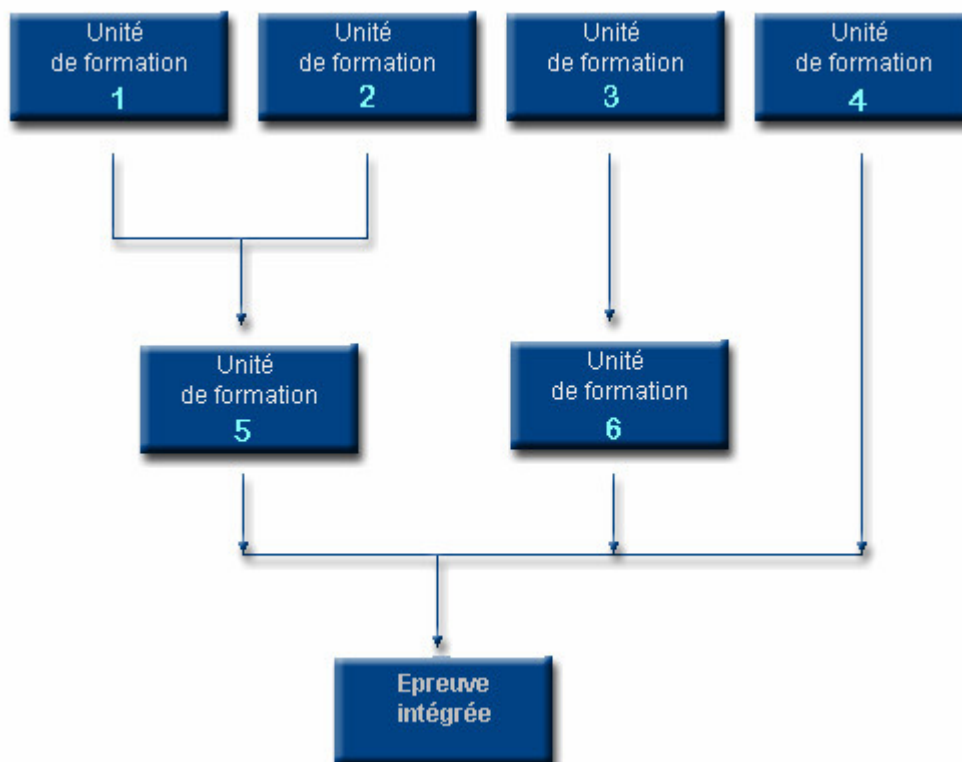 Unité
de formation
1
Unité
de formation
2
Unité
de formation
3
Unité
de formation
4
Unité
de formation
5
Unité
de formation
6
Epreuve
intégrée